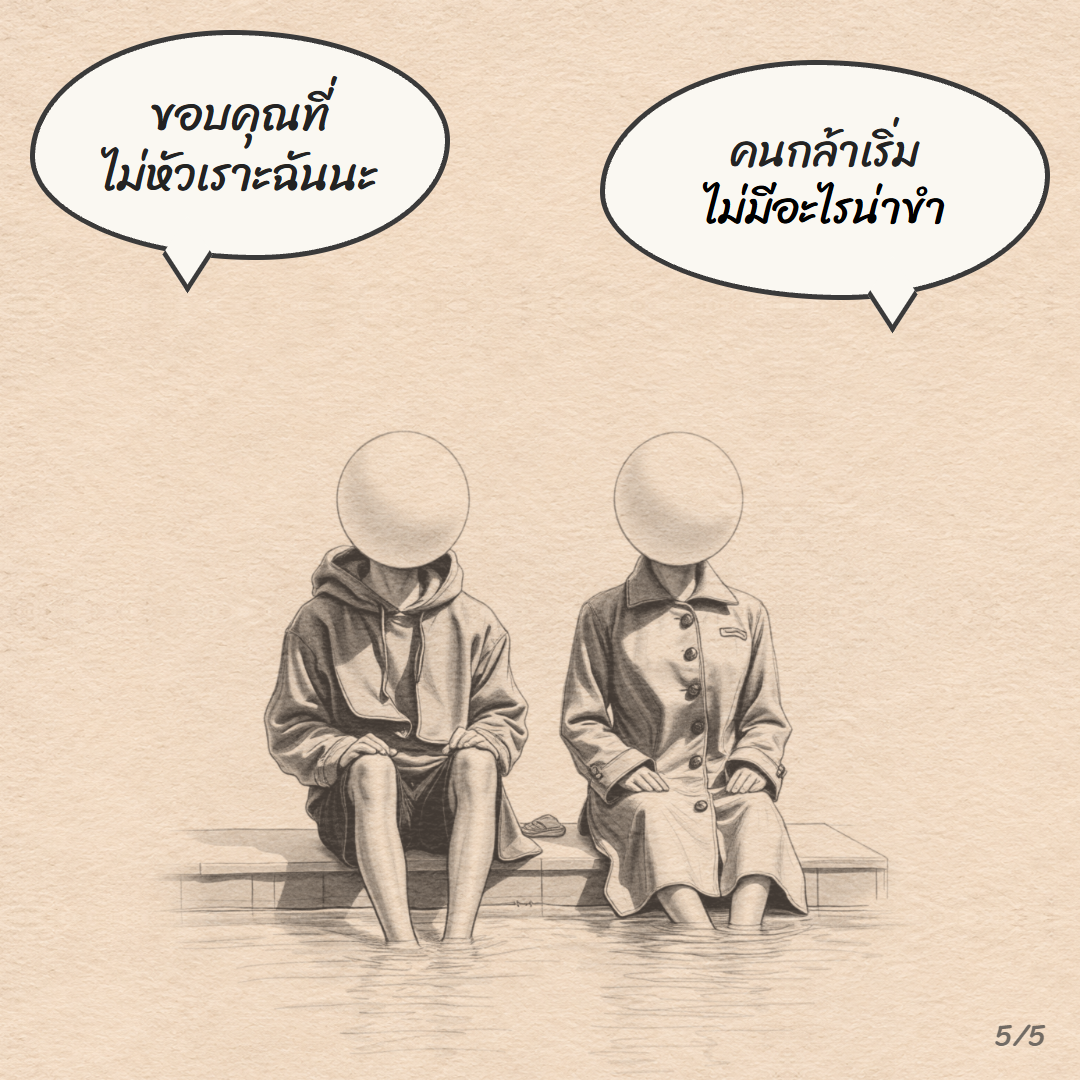 ขอบคุณที่
ไม่หัวเราะฉันนะ
คนกล้าเริ่ม
ไม่มีอะไรน่าขำ
5/5